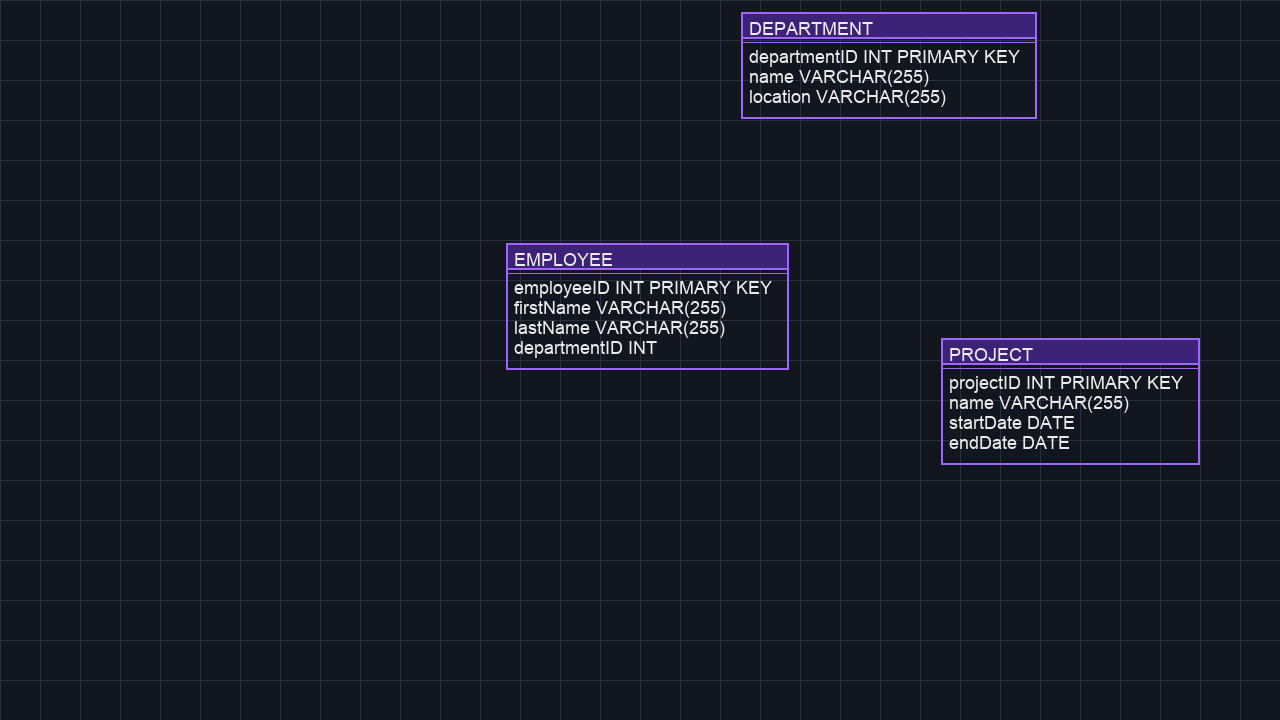 DEPARTMENT
departmentID INT PRIMARY KEY
name VARCHAR(255)
location VARCHAR(255)
EMPLOYEE
employeeID INT PRIMARY KEY
firstName VARCHAR(255)
lastName VARCHAR(255)
departmentID INT
PROJECT
projectID INT PRIMARY KEY
name VARCHAR(255)
startDate DATE
endDate DATE